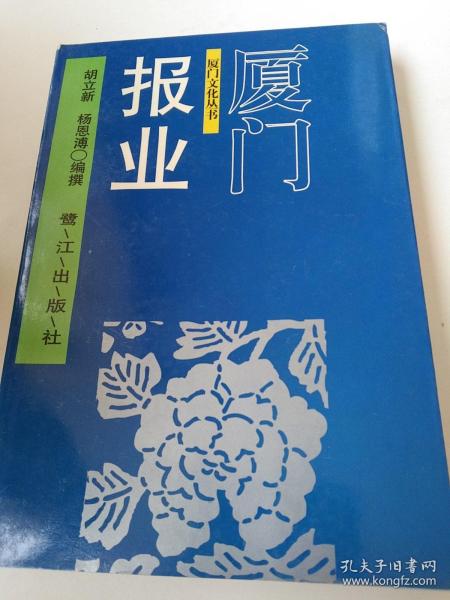 厦门
厦门文化丛书
报业
胡立新 杨恩溥〇编撰
鹭\江\出\版\社
孔夫子旧书网
www.kongfz.com